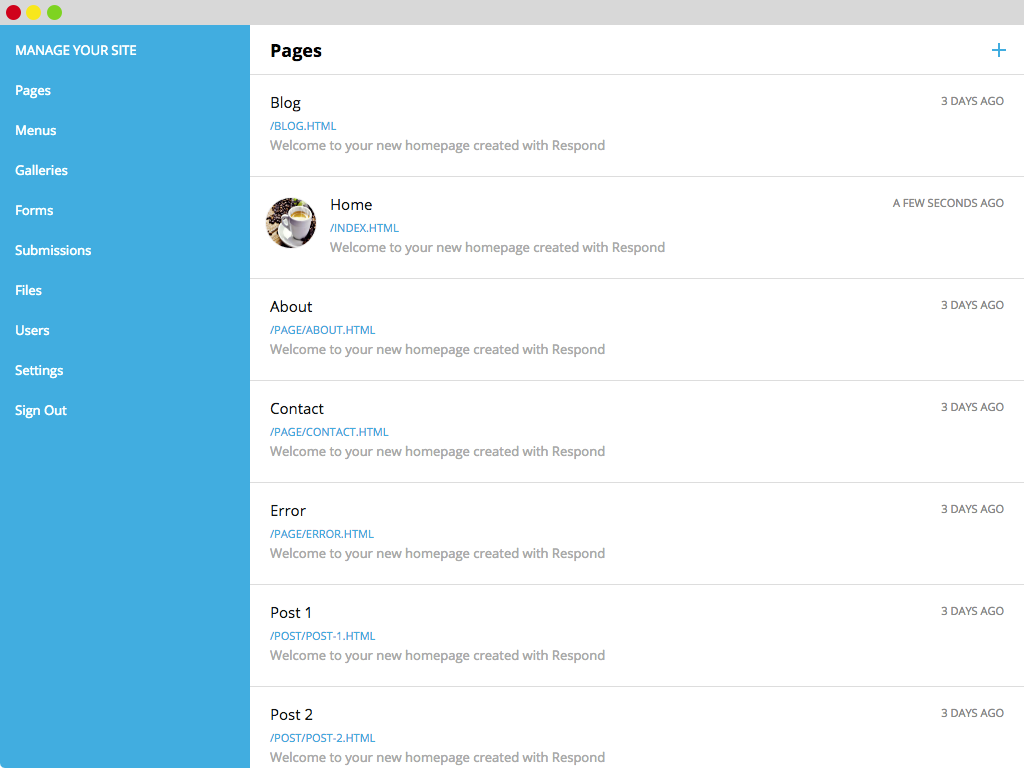 MANAGE YOUR SITE
Pages
Menus
Galleries
Forms
Submissions
Files
Users
Settings
Sign Out
Pages
+
Blog
3 DAYS AGO
/BLOG.HTML
Welcome to your new homepage created with Respond
Home
A FEW SECONDS AGO
/INDEX.HTML
Welcome to your new homepage created with Respond
About
3 DAYS AGO
/PAGE/ABOUT.HTML
Welcome to your new homepage created with Respond
Contact
3 DAYS AGO
/PAGE/CONTACT.HTML
Welcome to your new homepage created with Respond
Error
3 DAYS AGO
/PAGE/ERROR.HTML
Welcome to your new homepage created with Respond
Post 1
3 DAYS AGO
/POST/POST-1.HTML
Welcome to your new homepage created with Respond
Post 2
3 DAYS AGO
/POST/POST-2.HTML
Welcome to your new homepage created with Respond